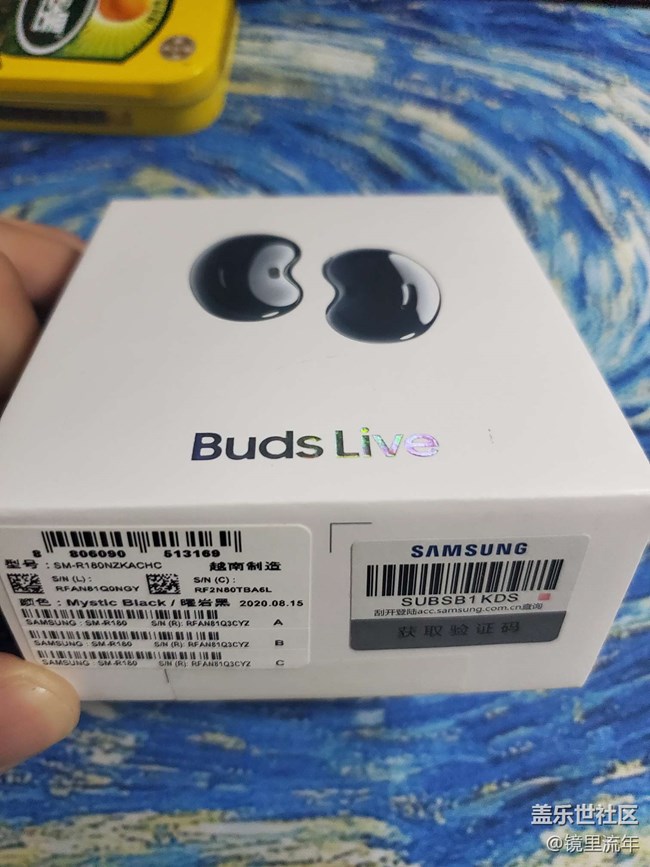 Buds Live
8 806090 513169
型号 : SM-R180NZKACHC 越南制造
S/N (L) :
RFAN81Q0NGY
S/N (C) :
RF2N80TBA6L
颜色 : Mystic Black / 曜岩黑 2020.08.15
SAMSUNG : SM-R180 S/N (R): RFAN81Q3CYZ A
SAMSUNG : SM-R180 S/N (R): RFAN81Q3CYZ B
SAMSUNG : SM-R180 S/N (R): RFAN81Q3CYZ C
SAMSUNG
SUBSB1KDS
刮开登陆acc.samsung.com.cn查询
获取验证码
盖乐世社区
@镜里流年